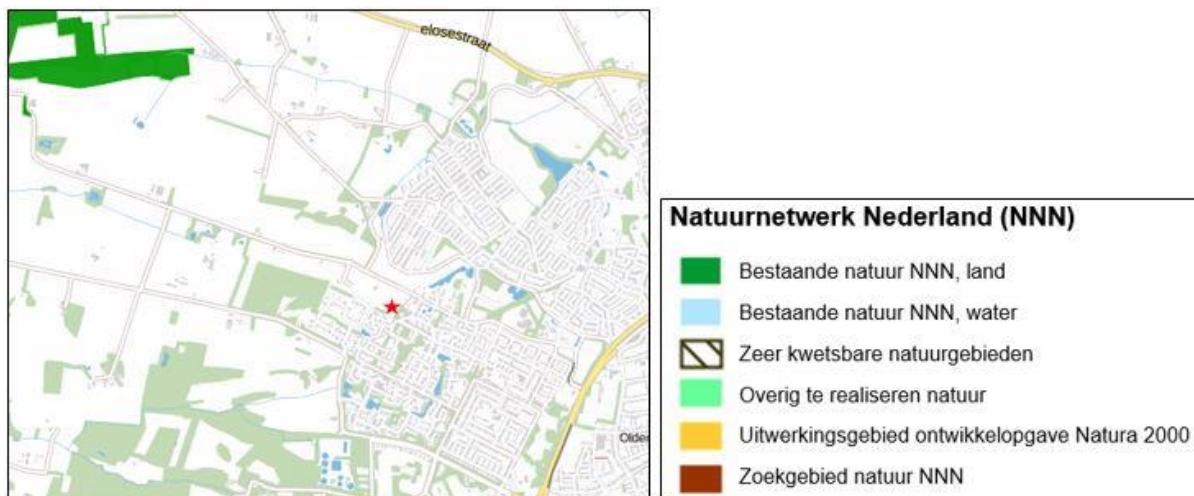 elosestraat
Olden
Natuurnetwerk Nederland (NNN)
Bestaande natuur NNN, land
Bestaande natuur NNN, water
Zeer kwetsbare natuurgebieden
Overig te realiseren natuur
Uitwerkingsgebied ontwikkelopgave Natura 2000
Zoekgebied natuur NNN